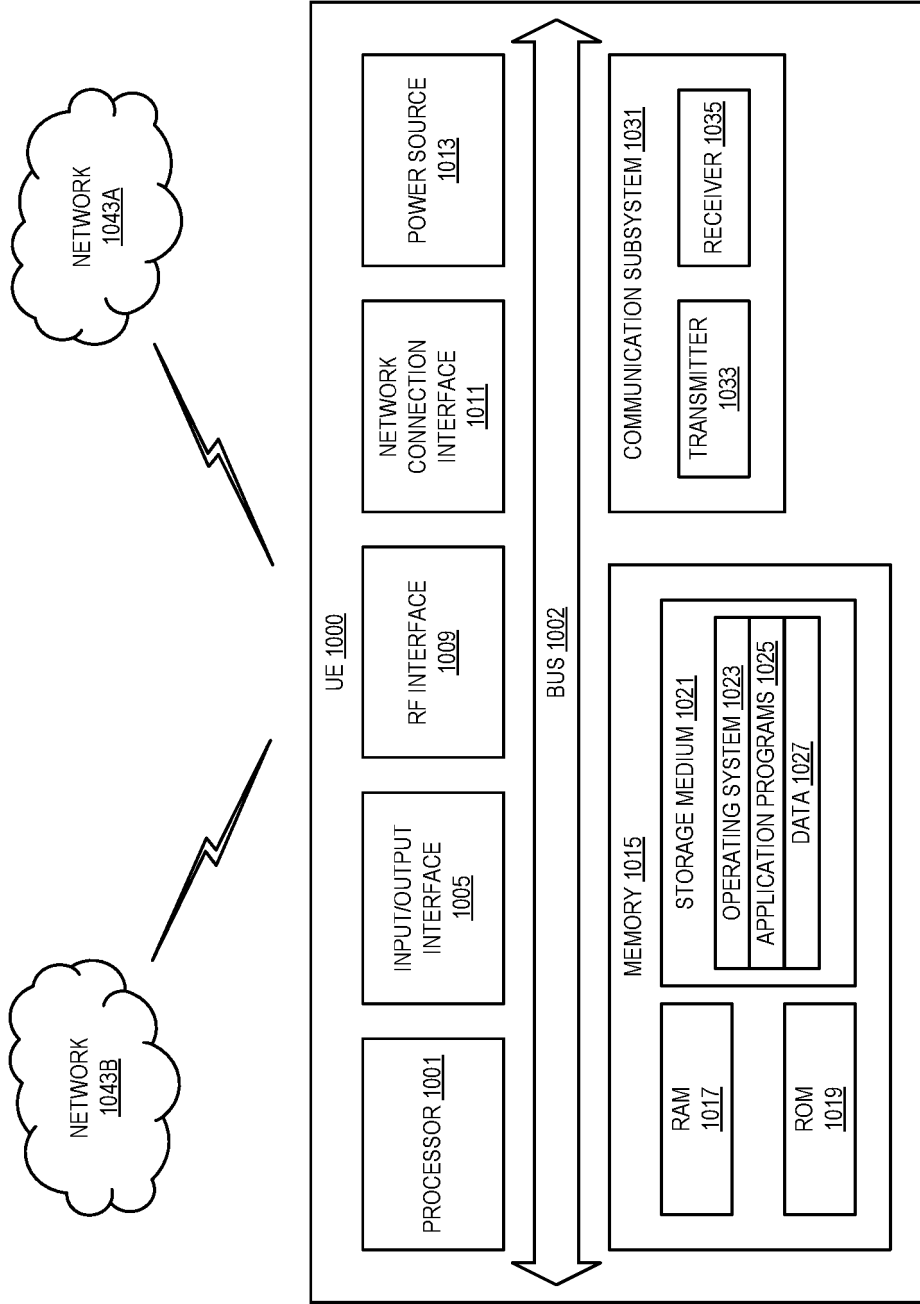 NETWORK
1043B
NETWORK
1043A
UE 1000
PROCESSOR 1001
INPUT/OUTPUT
INTERFACE
1005
RF INTERFACE
1009
NETWORK
CONNECTION
INTERFACE
1011
POWER SOURCE
1013
BUS 1002
MEMORY 1015
RAM
1017
ROM
1019
STORAGE MEDIUM 1021
OPERATING SYSTEM 1023
APPLICATION PROGRAMS 1025
DATA 1027
COMMUNICATION SUBSYSTEM 1031
TRANSMITTER
1033
RECEIVER 1035